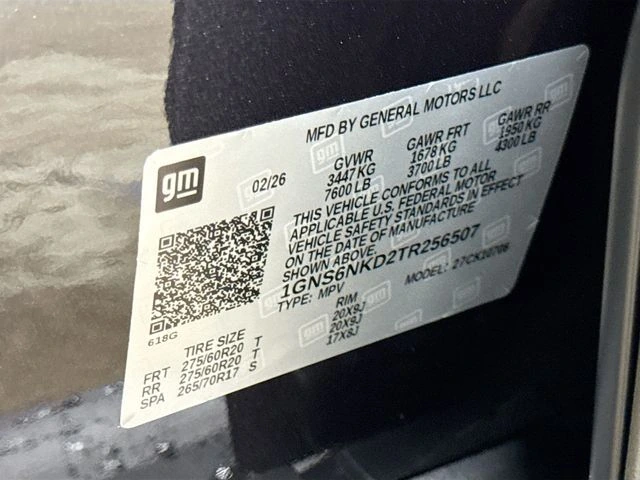 gm
MFD BY GENERAL MOTORS LLC
02/26
GVWR GAWR FRT GAWR RR
3447 KG 1678 KG 1950 KG
7600 LB 3700 LB 4300 LB
THIS VEHICLE CONFORMS TO ALL
APPLICABLE U.S. FEDERAL MOTOR
VEHICLE SAFETY STANDARDS IN EFFECT
ON THE DATE OF MANUFACTURE
1GNS6NKD2TR256507
TYPE: MPV MODEL: 27CK10706
618G
TIRE SIZE RIM
FRT 275/60R20 T 20X9J
RR 275/60R20 T 20X9J
SPA 265/70R17 S 17X8J